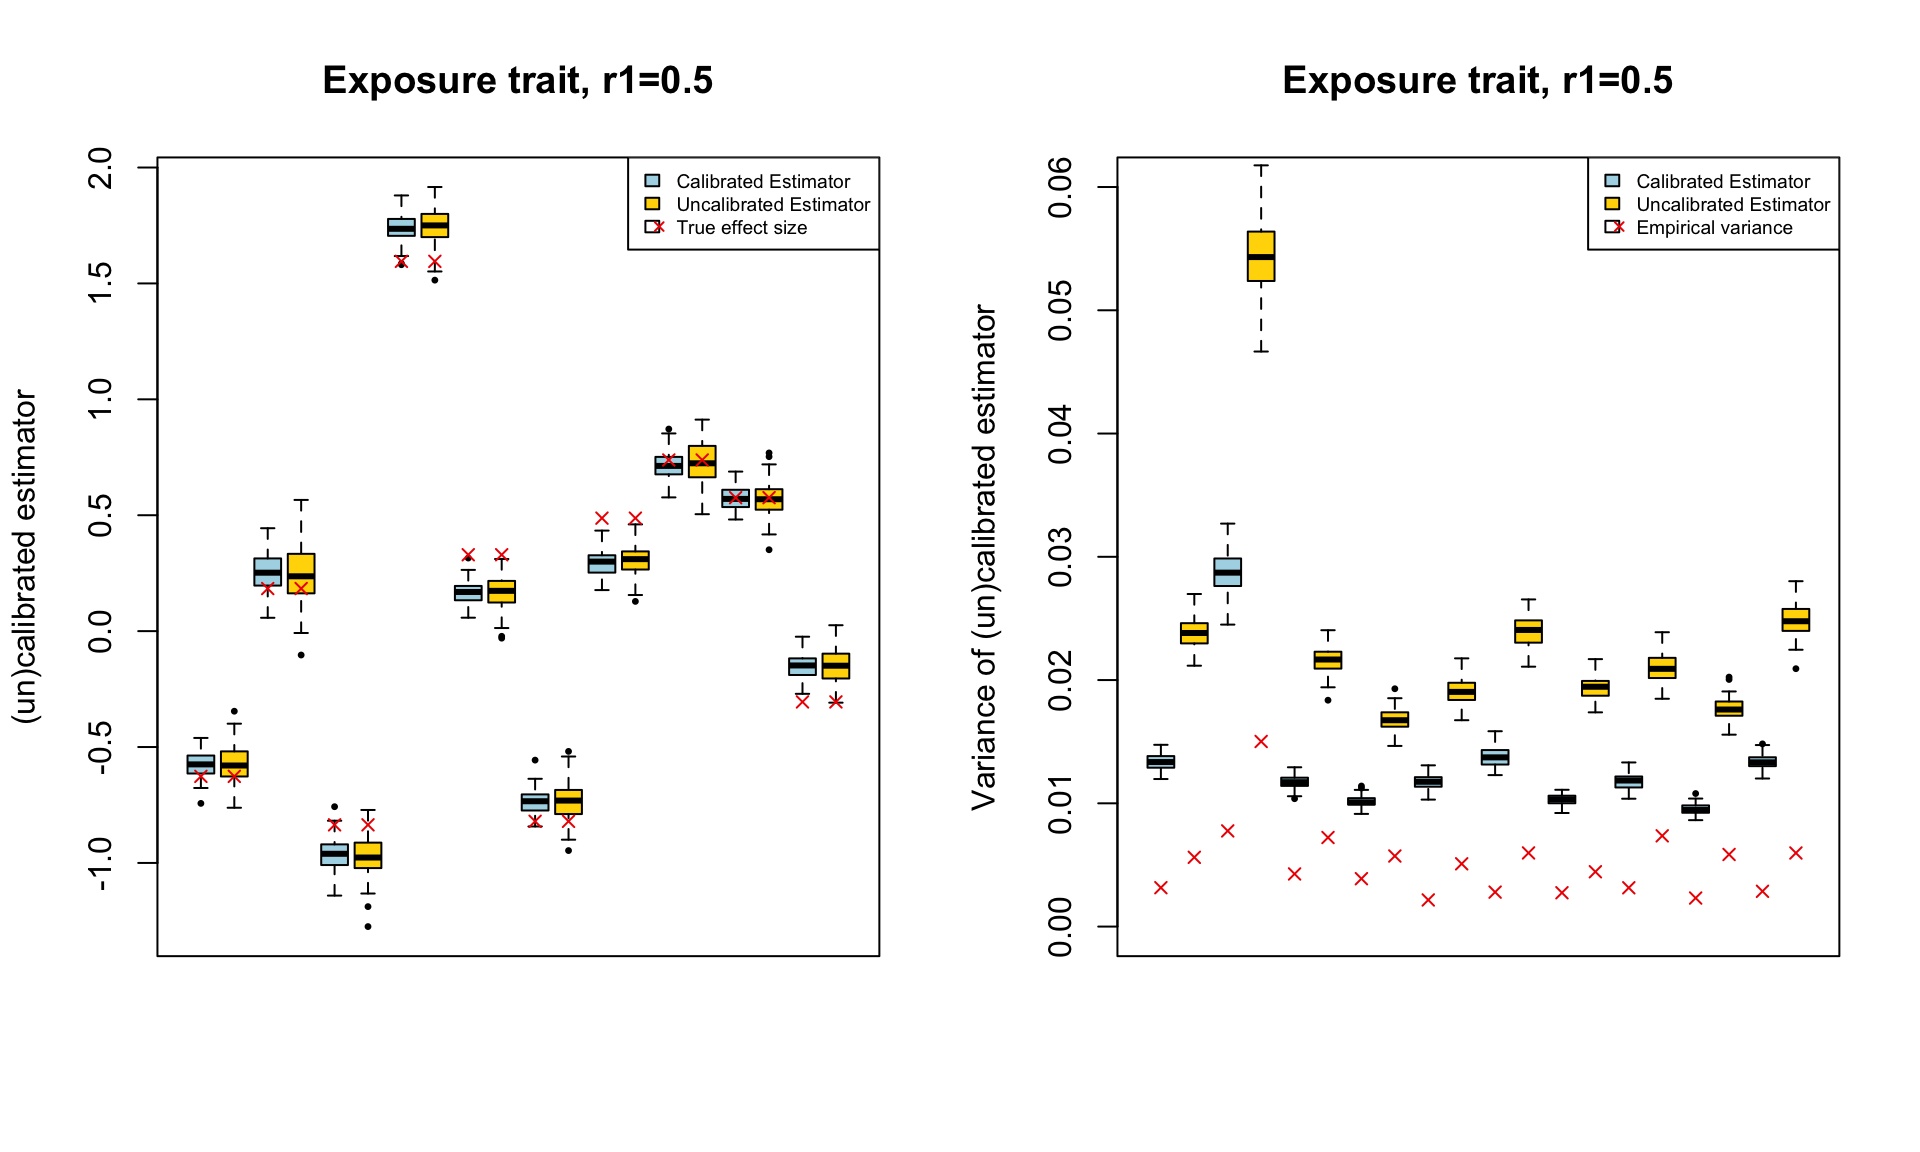 Exposure trait, r1=0.5
(un)calibrated estimator
2.0
1.5
1.0
0.5
0.0
-0.5
-1.0
Calibrated Estimator
Uncalibrated Estimator
True effect size
Exposure trait, r1=0.5
Variance of (un)calibrated estimator
0.06
0.05
0.04
0.03
0.02
0.01
0.00
Calibrated Estimator
Uncalibrated Estimator
Empirical variance